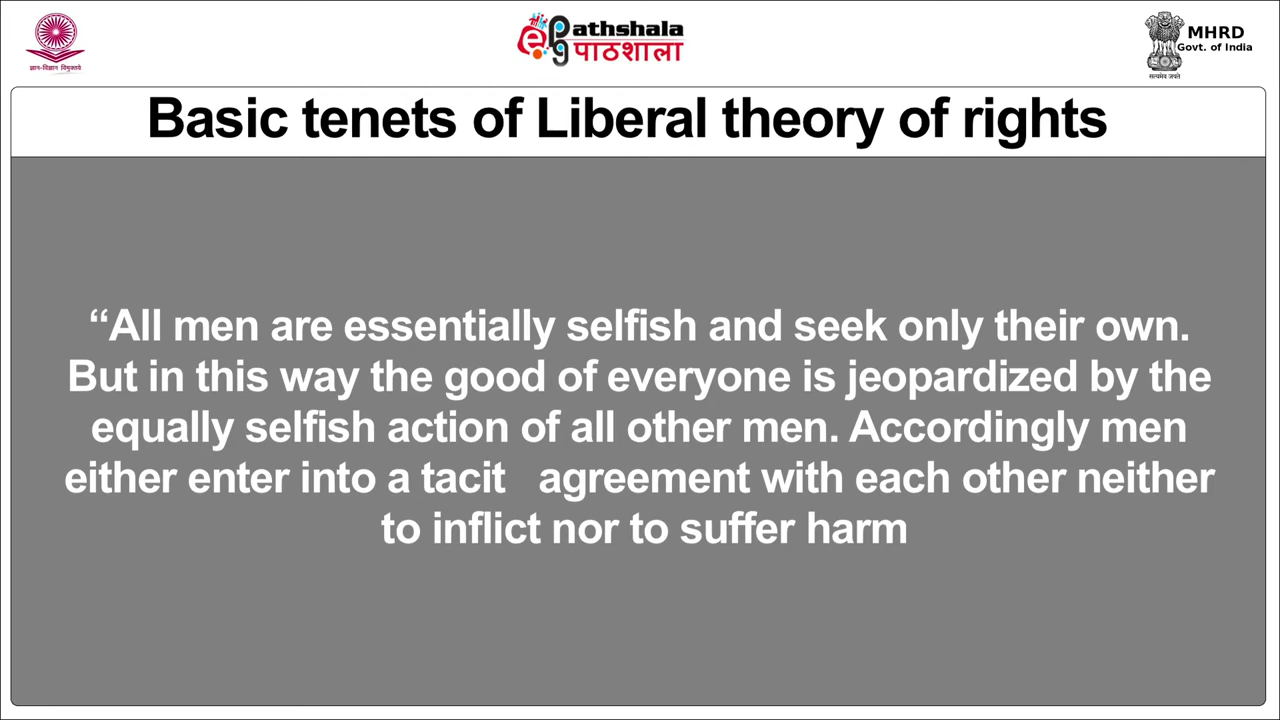 ज्ञान-विज्ञान विमुक्तये
ePG Pathshala
पाठशाला
MHRD
Govt. of India
सत्यमेव जयते
Basic tenets of Liberal theory of rights
“All men are essentially selfish and seek only their own.
But in this way the good of everyone is jeopardized by the
equally selfish action of all other men. Accordingly men
either enter into a tacit agreement with each other neither
to inflict nor to suffer harm